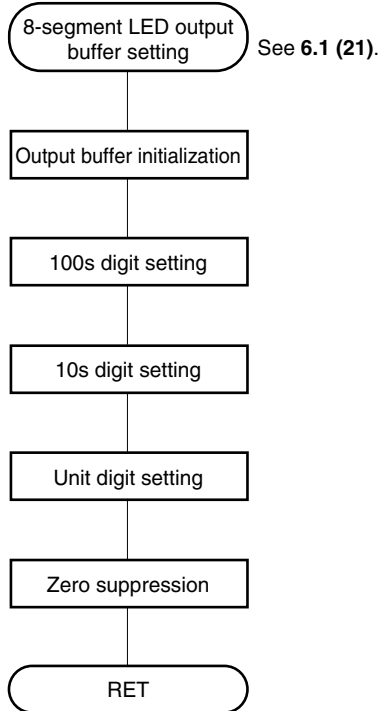 8-segment LED output
buffer setting
See 6.1 (21).
Output buffer initialization
100s digit setting
10s digit setting
Unit digit setting
Zero suppression
RET